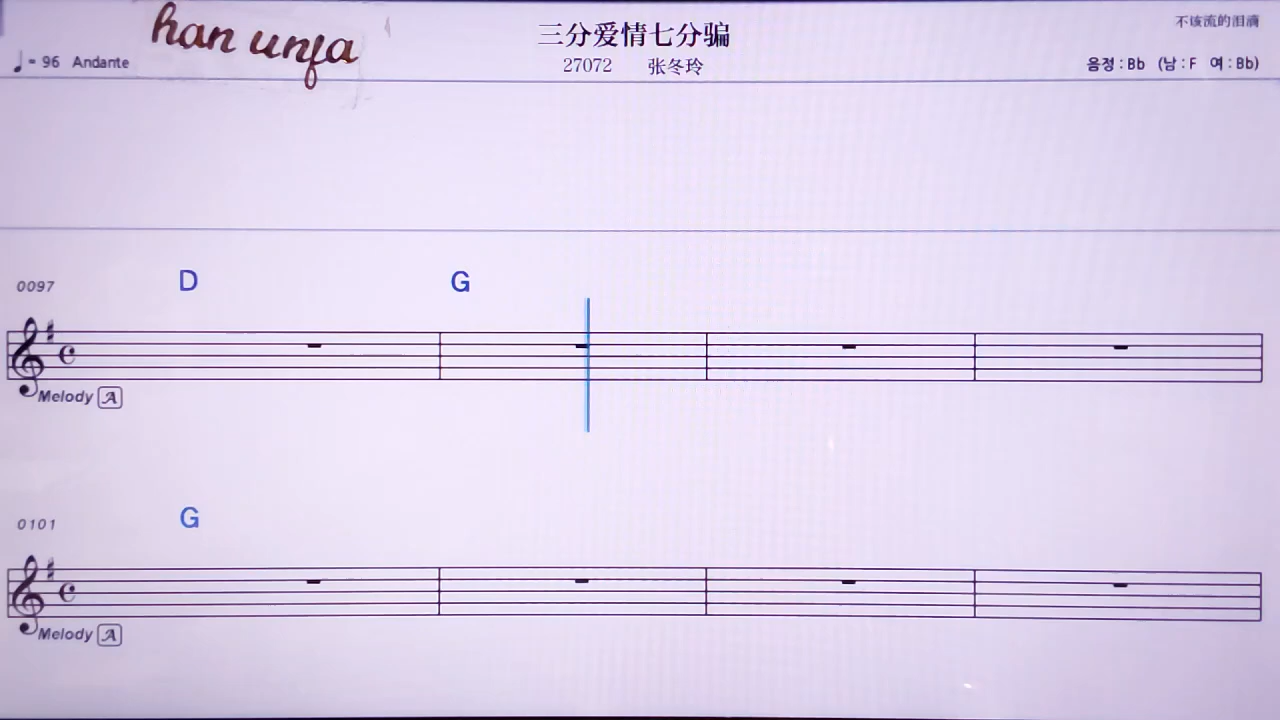 han unfa
三分爱情七分骗
不该流的泪滴
♩= 96 Andante
27072 张冬玲
음정 : Bb (남 : F 여 : Bb)
0097
D G
Melody A
0101
G
Melody A